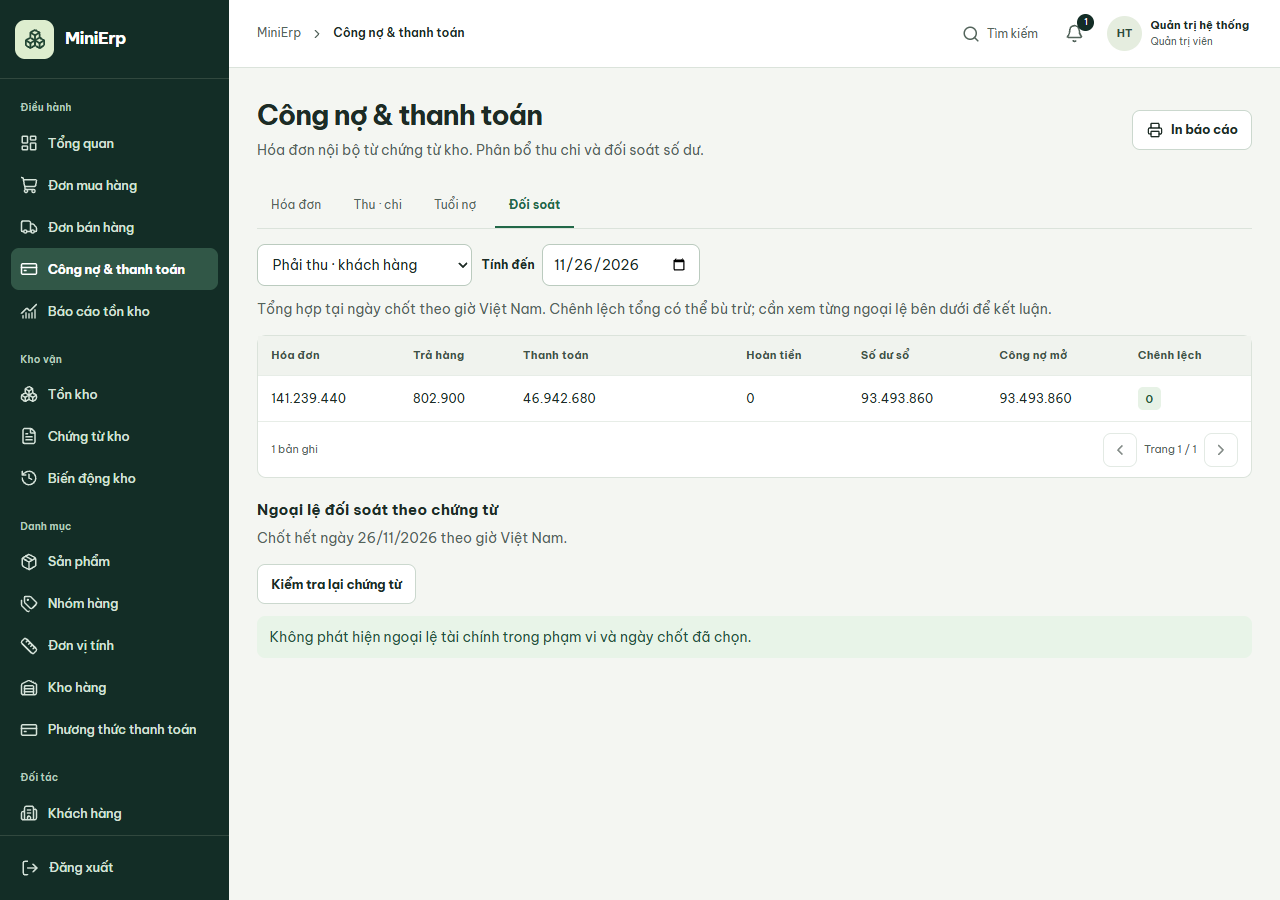 MiniErp
Điều hành
Tổng quan
Đơn mua hàng
Đơn bán hàng
Công nợ & thanh toán
Báo cáo tồn kho
Kho vận
Tồn kho
Chứng từ kho
Biến động kho
Danh mục
Sản phẩm
Nhóm hàng
Đơn vị tính
Kho hàng
Phương thức thanh toán
Đối tác
Khách hàng
Đăng xuất
MiniErp > Công nợ & thanh toán
Tìm kiếm
1
HT
Quản trị hệ thống
Quản trị viên
Công nợ & thanh toán
Hóa đơn nội bộ từ chứng từ kho. Phân bổ thu chi và đối soát số dư.
In báo cáo
Hóa đơn Thu · chi Tuổi nợ Đối soát
Phải thu · khách hàng Tính đến 11/26/2026
Tổng hợp tại ngày chốt theo giờ Việt Nam. Chênh lệch tổng có thể bù trừ; cần xem từng ngoại lệ bên dưới để kết luận.
Hóa đơn Trả hàng Thanh toán Hoàn tiền Số dư sổ Công nợ mở Chênh lệch
141.239.440 802.900 46.942.680 0 93.493.860 93.493.860 0
1 bản ghi Trang 1 / 1
Ngoại lệ đối soát theo chứng từ
Chốt hết ngày 26/11/2026 theo giờ Việt Nam.
Kiểm tra lại chứng từ
Không phát hiện ngoại lệ tài chính trong phạm vi và ngày chốt đã chọn.